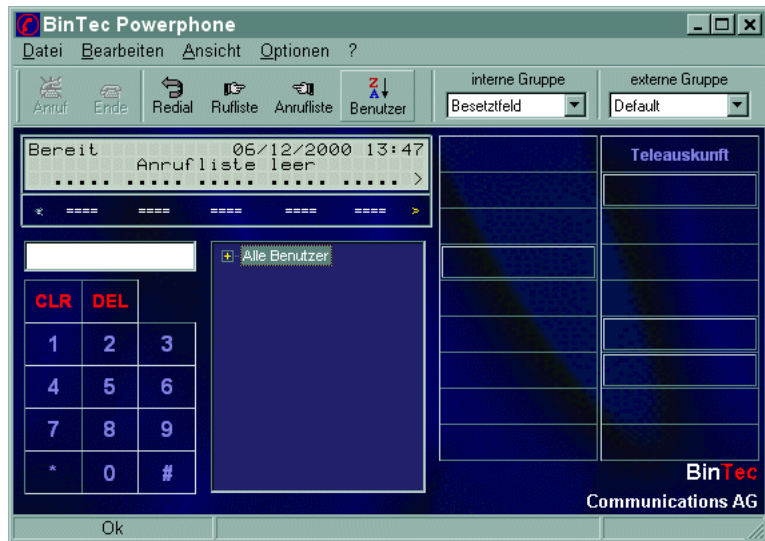 BinTec Powerphone
Datei Bearbeiten Ansicht Optionen ?
Anruf Ende Redial Rufliste Anrufliste Benutzer
interne Gruppe
Besetztfeld
externe Gruppe
Default
Bereit 06/12/2000 13:47
Anrufliste leer
..... ..... ..... ..... ..... >
< ==== ==== ==== ==== ==== >
Teleauskunft
Alle Benutzer
CLR DEL
1 2 3
4 5 6
7 8 9
* 0 #
BinTec
Communications AG
Ok